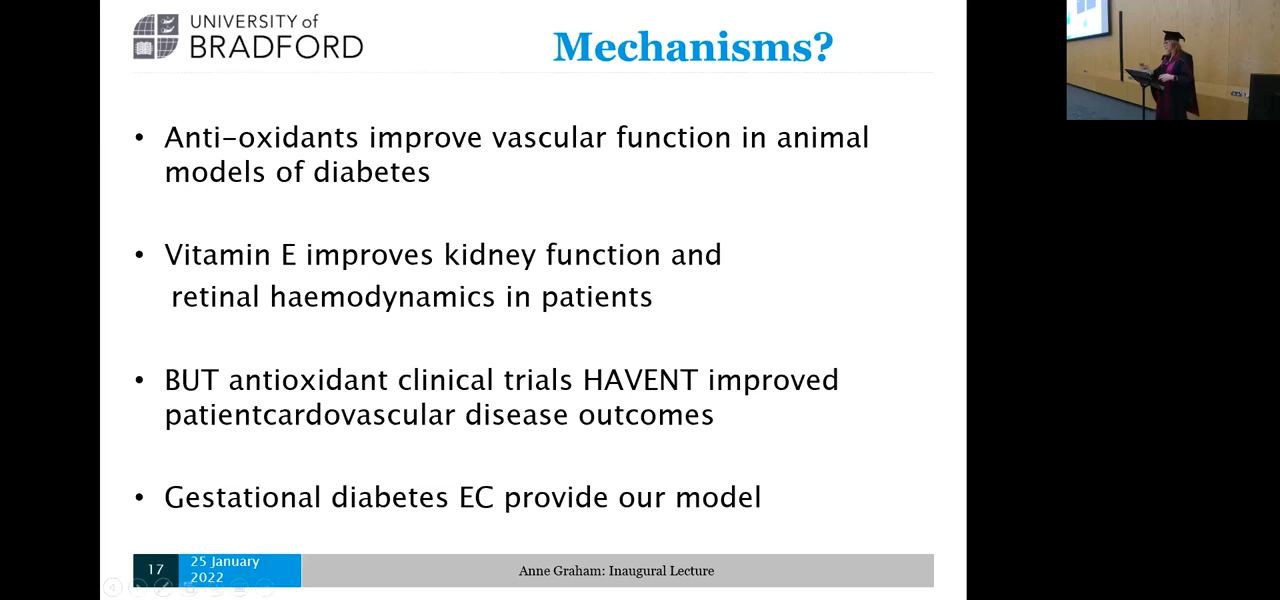 UNIVERSITY of
BRADFORD
Mechanisms?
• Anti-oxidants improve vascular function in animal
models of diabetes
• Vitamin E improves kidney function and
retinal haemodynamics in patients
• BUT antioxidant clinical trials HAVENT improved
patientcardovascular disease outcomes
• Gestational diabetes EC provide our model
17
25 January
2022
Anne Graham: Inaugural Lecture